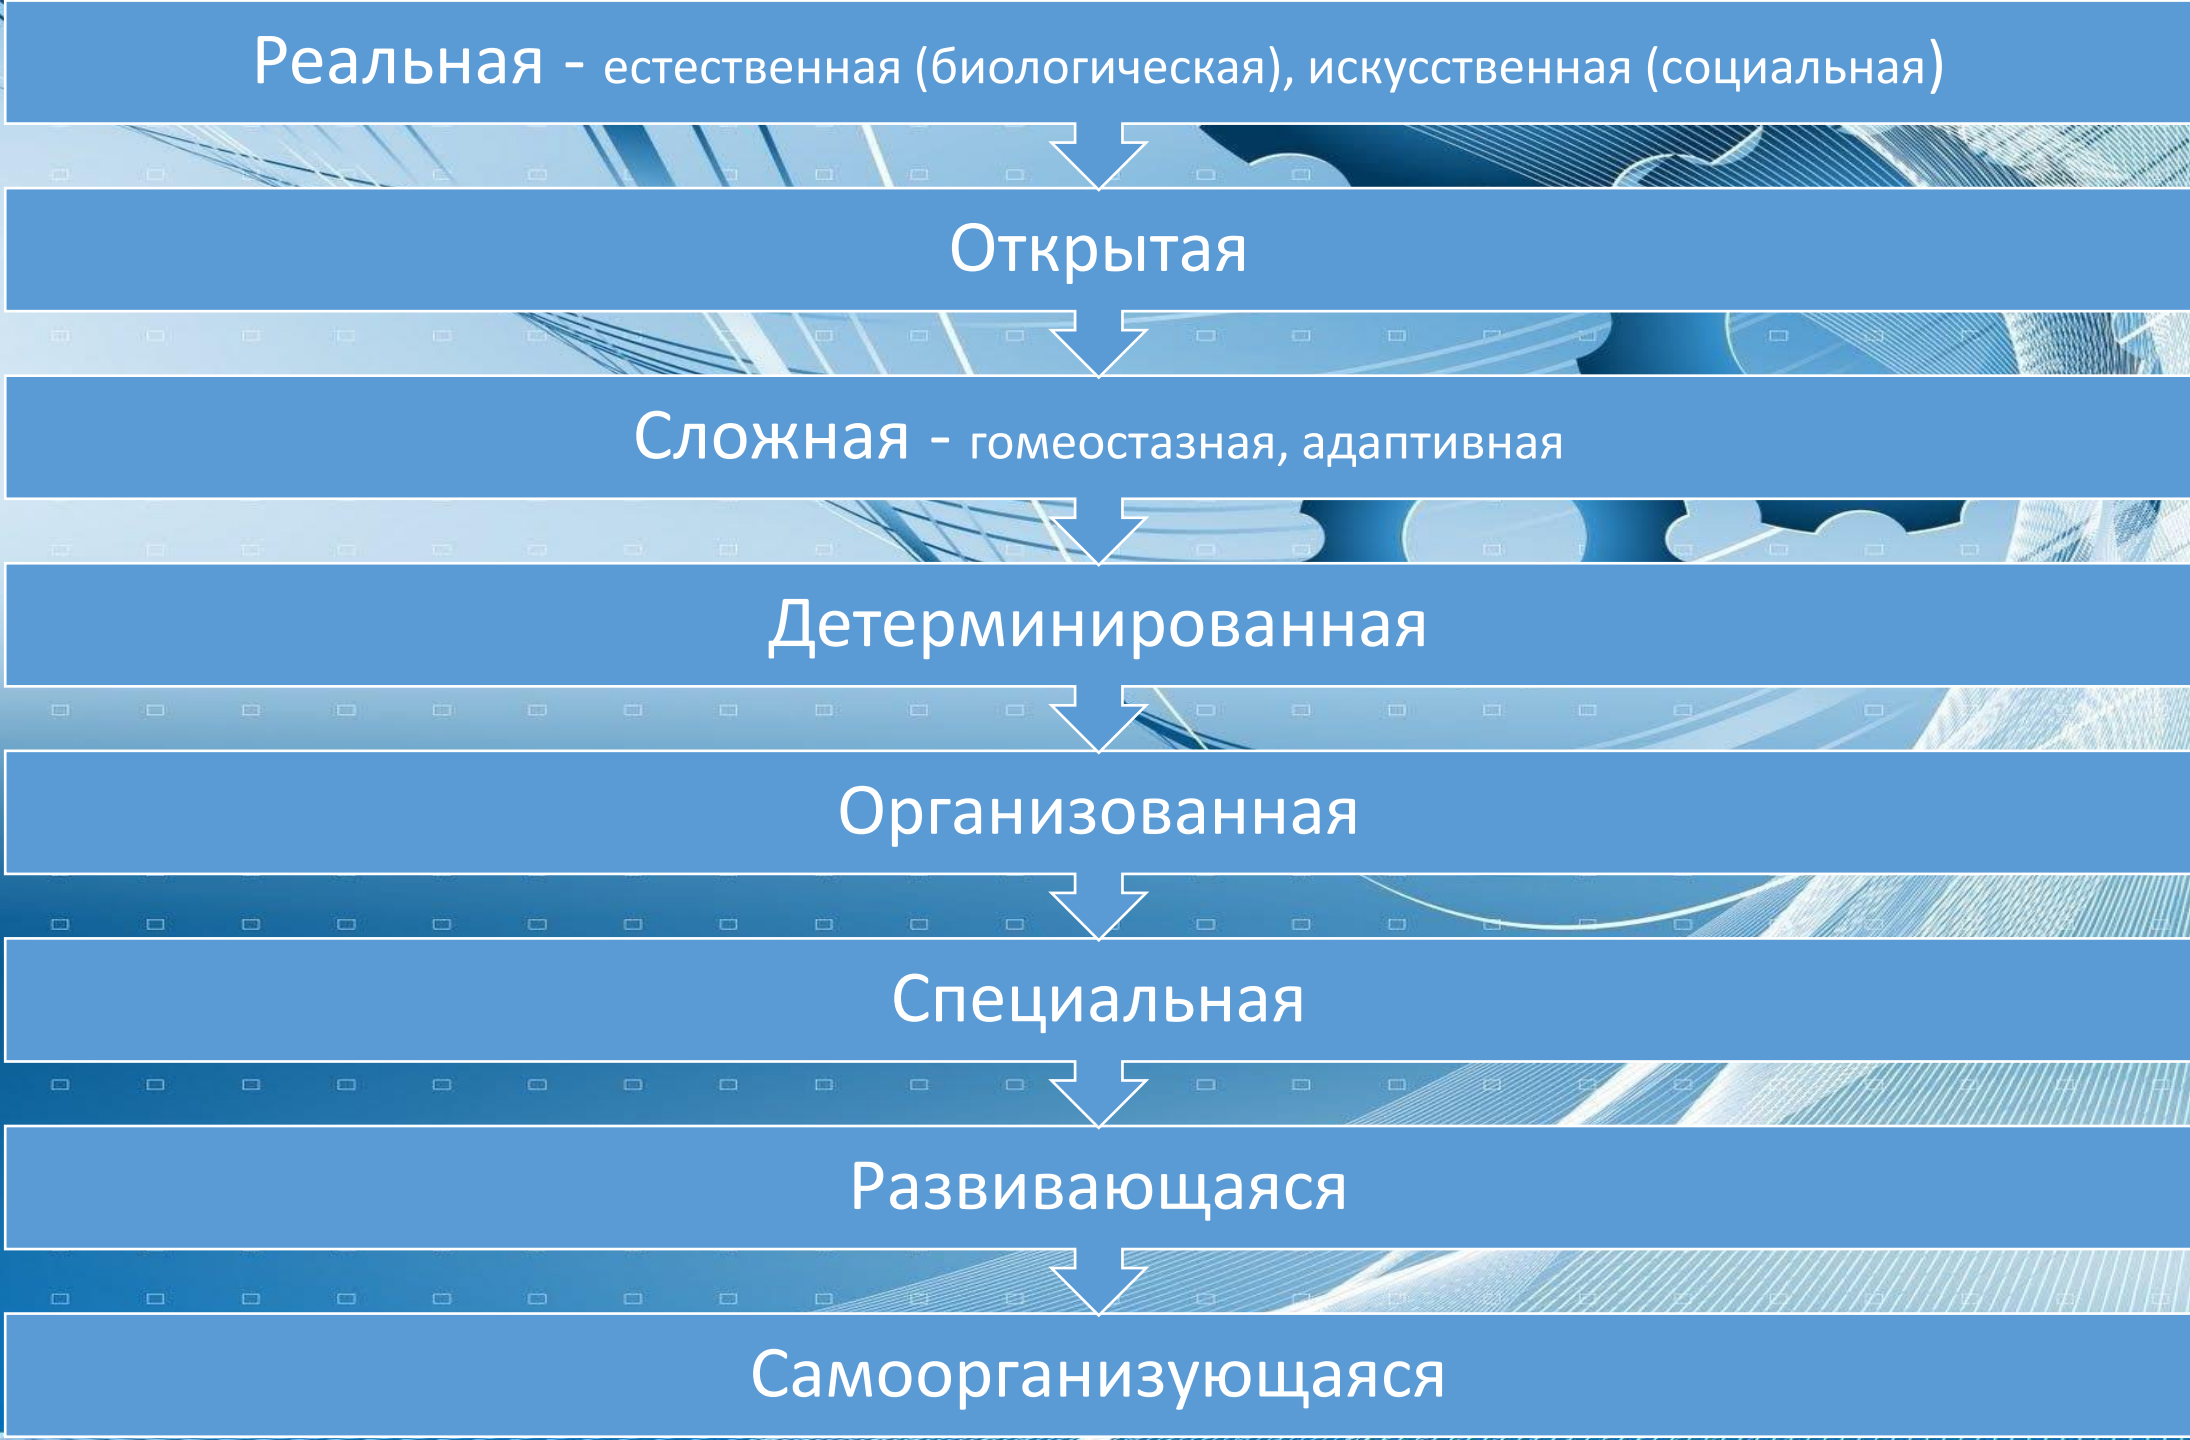 Реальная - естественная (биологическая), искусственная (социальная)
Открытая
Сложная - гомеостазная, адаптивная
Детерминированная
Организованная
Специальная
Развивающаяся
Самоорганизующаяся